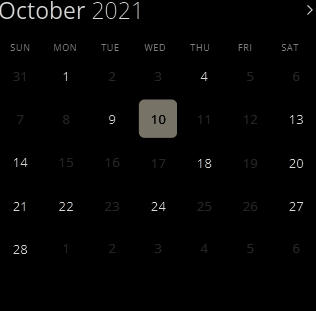 October 2021
SUN MON TUE WED THU FRI SAT
31 1 2 3 4 5 6
7 8 9 10 11 12 13
14 15 16 17 18 19 20
21 22 23 24 25 26 27
28 1 2 3 4 5 6